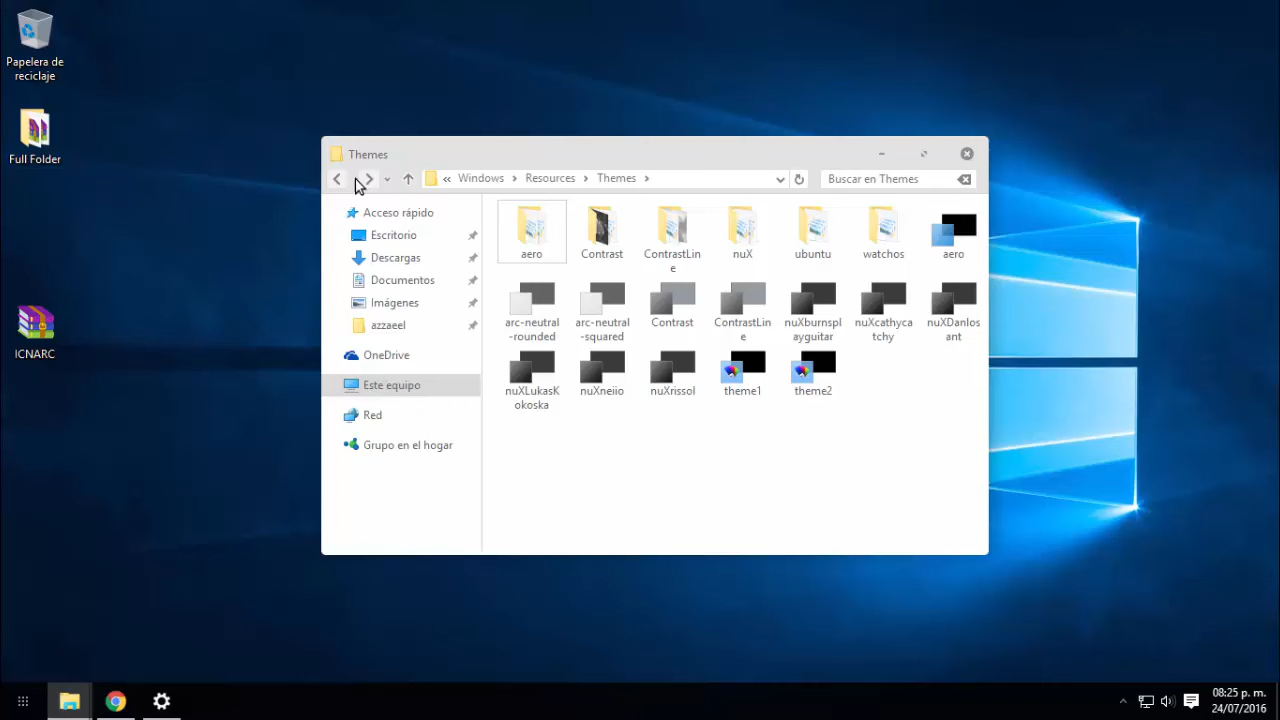 Papelera de
reciclaje
Full Folder
ICNARC
Themes
« Windows > Resources > Themes >
Buscar en Themes
Acceso rápido
Escritorio
Descargas
Documentos
Imágenes
azzaeel
OneDrive
Este equipo
Red
Grupo en el hogar
aero
Contrast
ContrastLin
e
nuX
ubuntu
watchos
aero
arc-neutral
-rounded
arc-neutral
-squared
Contrast
ContrastLin
e
nuXburnspl
ayguitar
nuXcathyca
tchy
nuXDanlos
ant
nuXLukasK
okoska
nuXneiio
nuXrissol
theme1
theme2
08:25 p. m.
24/07/2016